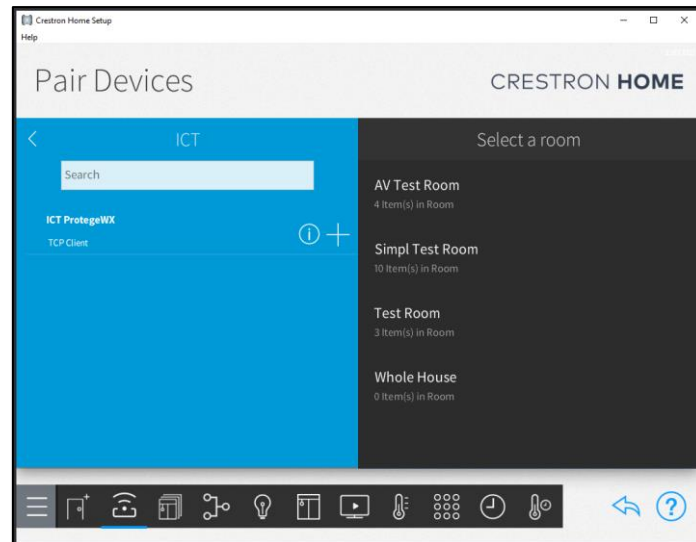 Crestron Home Setup
Help
Pair Devices
CRESTRON HOME
ICT
Search
ICT ProtegeWX
TCP Client
Select a room
AV Test Room
4 Item(s) in Room
Simpl Test Room
10 Item(s) in Room
Test Room
3 Item(s) in Room
Whole House
0 Item(s) in Room